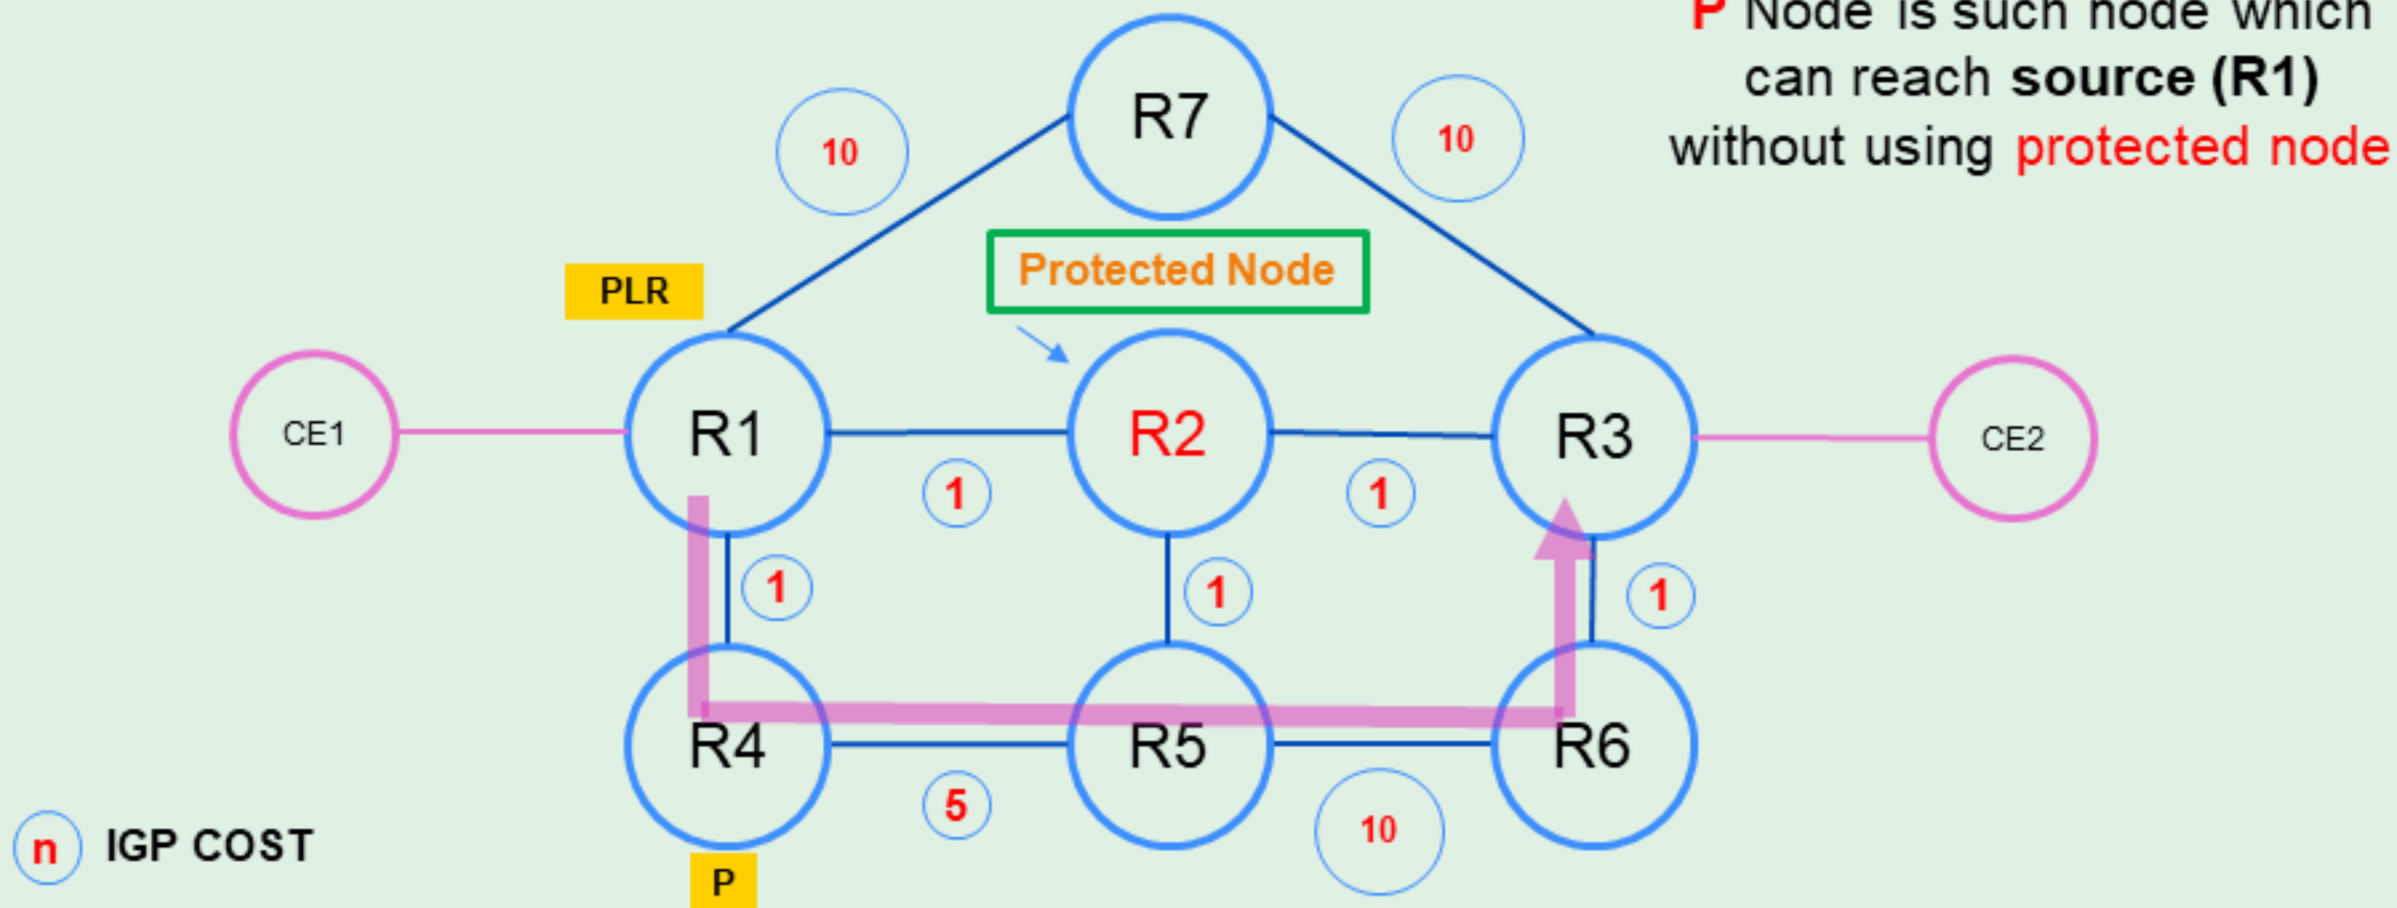 P Node is such node which
can reach source (R1)
without using protected node
R7
10
10
Protected Node
PLR
CE1
R1
R2
R3
CE2
1
1
1
1
1
R4
R5
R6
5
10
n IGP COST
P